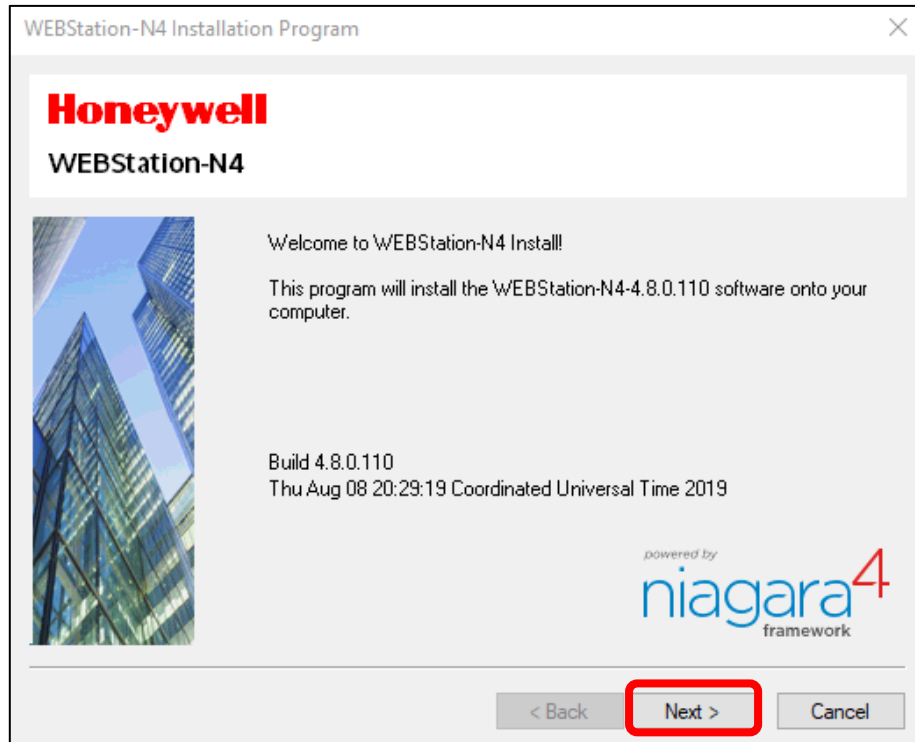 WEBStation-N4 Installation Program
Honeywell
WEBStation-N4
Welcome to WEBStation-N4 Install!
This program will install the WEBStation-N4-4.8.0.110 software onto your
computer.
Build 4.8.0.110
Thu Aug 08 20:29:19 Coordinated Universal Time 2019
powered by
niagara4
framework
< Back
Next >
Cancel